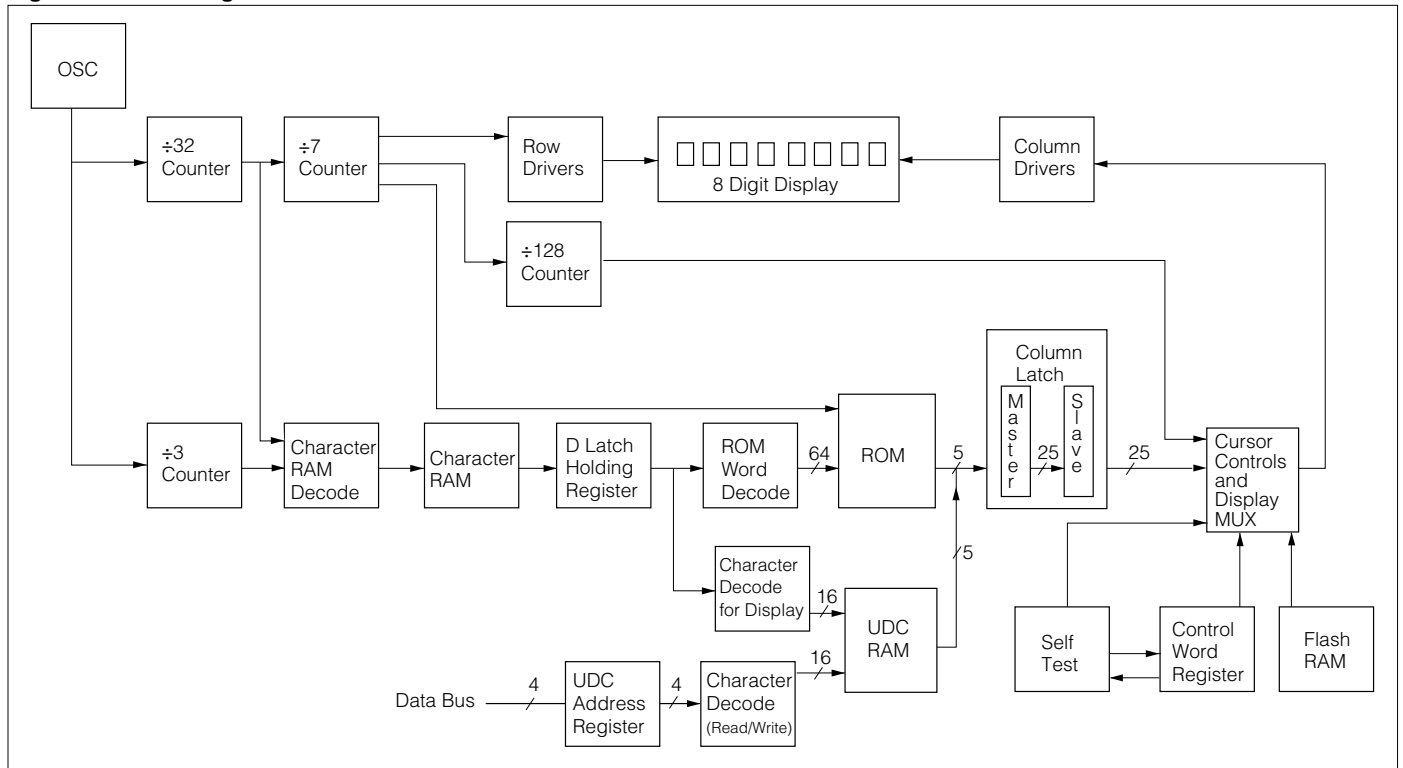 OSC
÷32
Counter
÷7
Counter
Row
Drivers
8 Digit Display
Column
Drivers
÷128
Counter
÷3
Counter
Character
RAM
Decode
Character
RAM
D Latch
Holding
Register
ROM
Word
Decode
64
ROM
5
Column
Latch
Master
25
Slave
25
Cursor
Controls
and
Display
MUX
Character
Decode
for Display
16
UDC
RAM
5
Data Bus
4
UDC
Address
Register
4
Character
Decode
(Read/Write)
16
Self
Test
Control
Word
Register
Flash
RAM